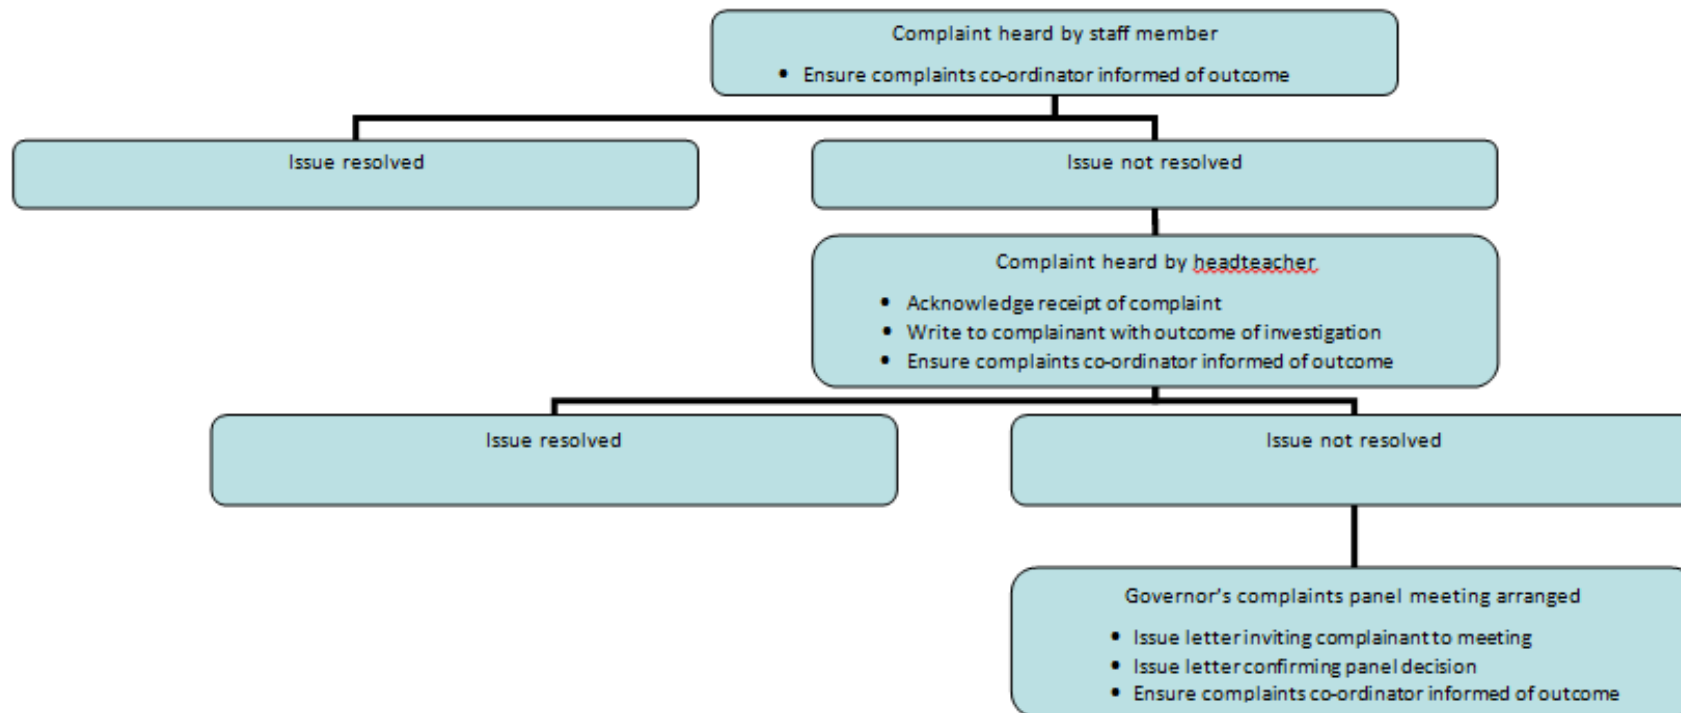 Complaint heard by staff member
• Ensure complaints co-ordinator informed of outcome
Issue resolved
Issue not resolved
Complaint heard by headteacher
• Acknowledge receipt of complaint
• Write to complainant with outcome of investigation
• Ensure complaints co-ordinator informed of outcome
Issue resolved
Issue not resolved
Governor's complaints panel meeting arranged
• Issue letter inviting complainant to meeting
• Issue letter confirming panel decision
• Ensure complaints co-ordinator informed of outcome